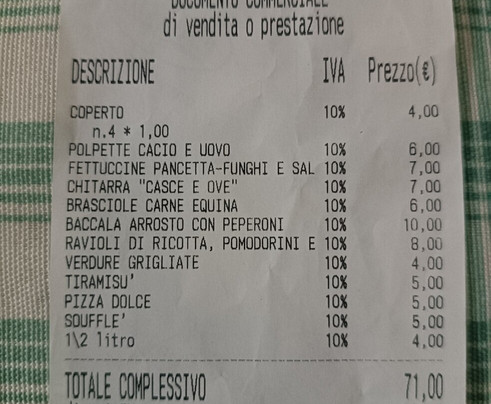 DOCUMENTO COMMERCIALE
di vendita o prestazione
DESCRIZIONE IVA Prezzo(€)
COPERTO 10% 4,00
n.4 * 1,00
POLPETTE CACIO E UOVO 10% 6,00
FETTUCCINE PANCETTA-FUNGHI E SAL 10% 7,00
CHITARRA "CASCE E OVE" 10% 7,00
BRASCIOLE CARNE EQUINA 10% 6,00
BACCALA ARROSTO CON PEPERONI 10% 10,00
RAVIOLI DI RICOTTA, POMODORINI E 10% 8,00
VERDURE GRIGLIATE 10% 4,00
TIRAMISU' 10% 5,00
PIZZA DOLCE 10% 5,00
SOUFFLE' 10% 5,00
1\2 litro 10% 4,00
TOTALE COMPLESSIVO 71,00